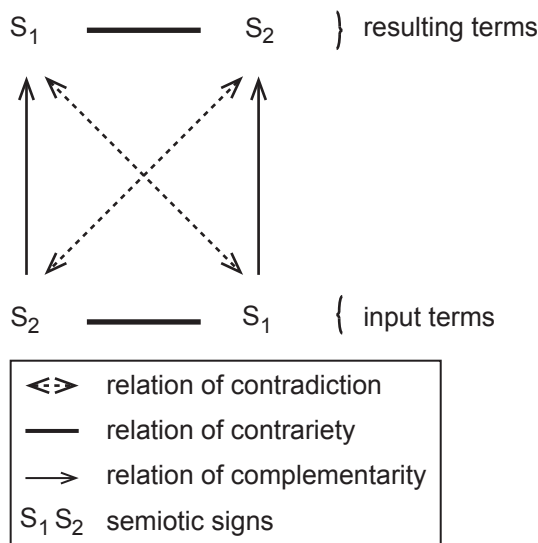 S₁ S₂ } resulting terms
S₂ S₁ { input terms
relation of contradiction
relation of contrariety
relation of complementarity
S₁ S₂ semiotic signs